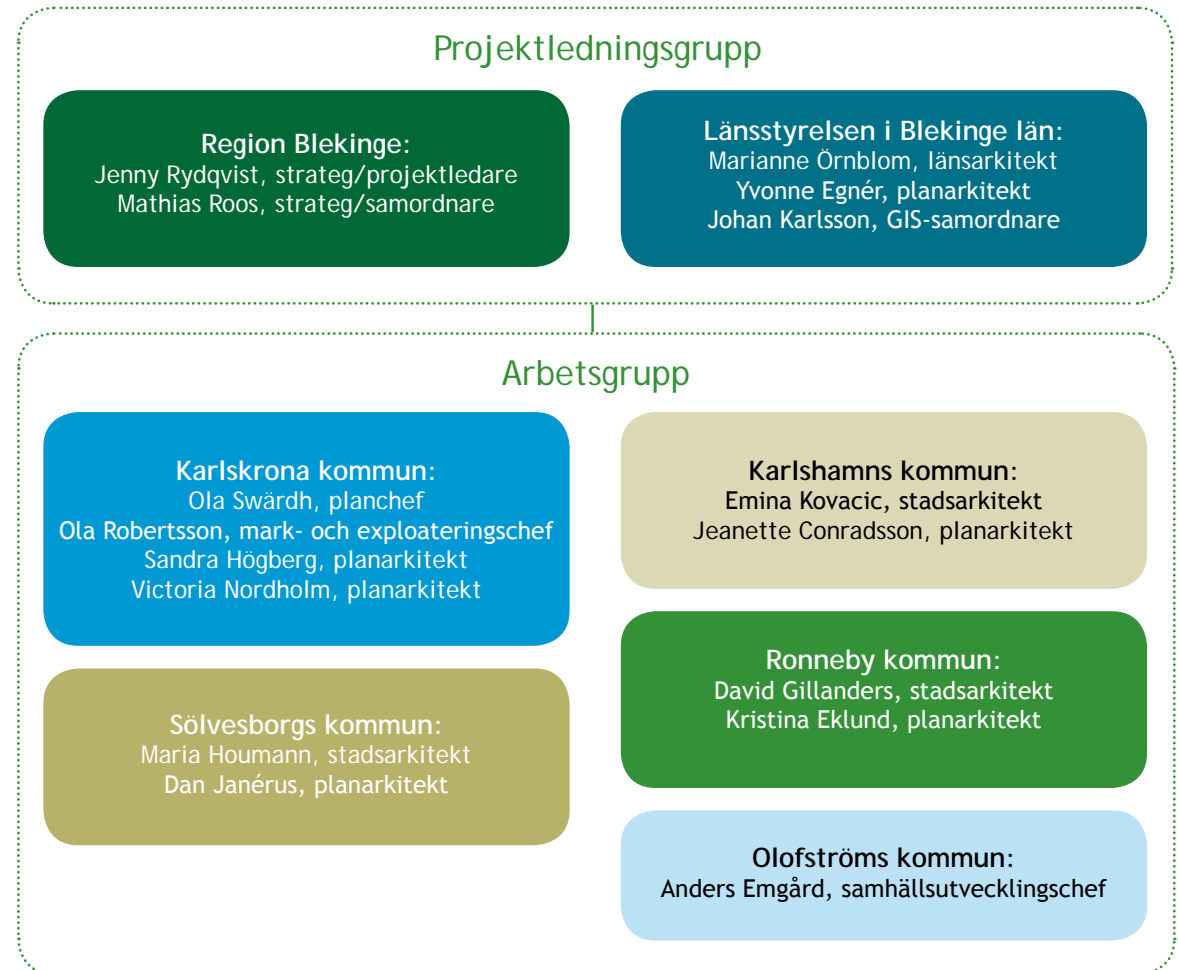 Projektledningsgrupp
Region Blekinge:
Jenny Rydqvist, strateg/projektledare
Mathias Roos, strateg/samordnare
Länsstyrelsen i Blekinge län:
Marianne Örnblom, länsarkitekt
Yvonne Egnér, planarkitekt
Johan Karlsson, GIS-samordnare
Arbetsgrupp
Karlskrona kommun:
Ola Swärdh, planchef
Ola Robertsson, mark- och exploateringschef
Sandra Högberg, planarkitekt
Victoria Nordholm, planarkitekt
Karlshamns kommun:
Emina Kovacic, stadsarkitekt
Jeanette Conradsson, planarkitekt
Sölvesborgs kommun:
Maria Houmann, stadsarkitekt
Dan Janérus, planarkitekt
Ronneby kommun:
David Gillanders, stadsarkitekt
Kristina Eklund, planarkitekt
Olofströms kommun:
Anders Emgård, samhällsutvecklingschef